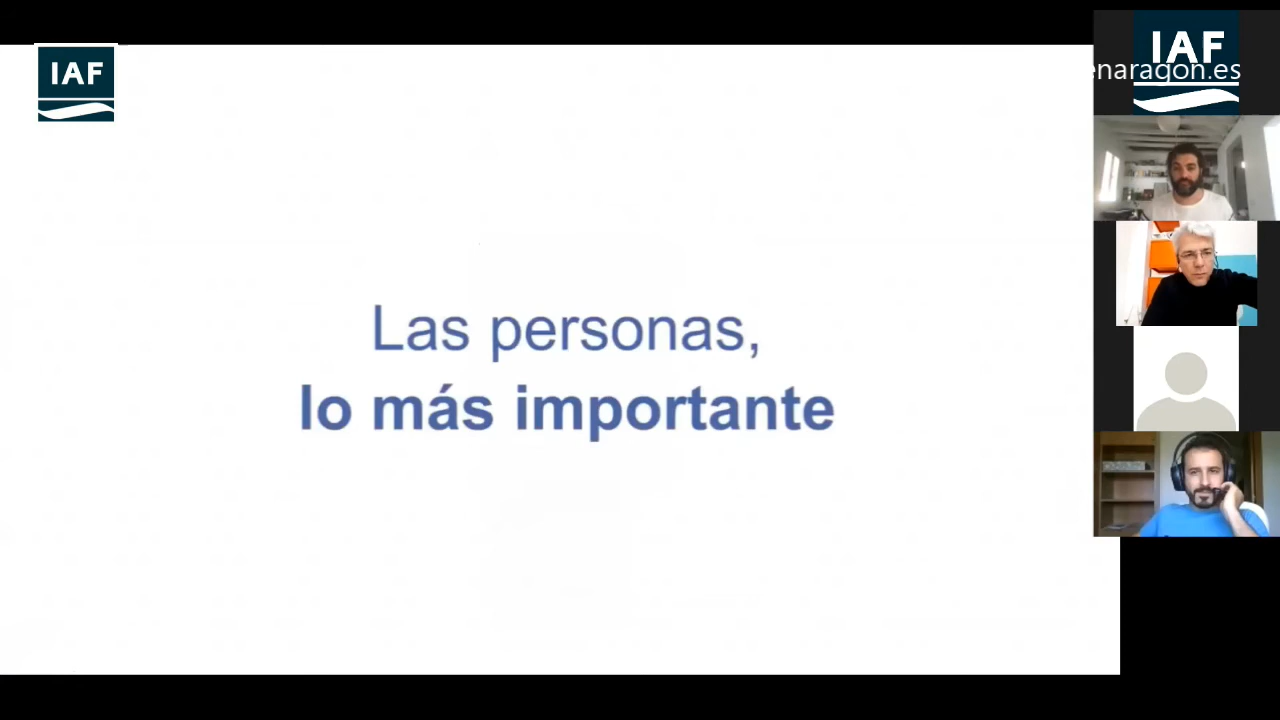 IAF
IAF
enaragon.es
Las personas,
lo más importante